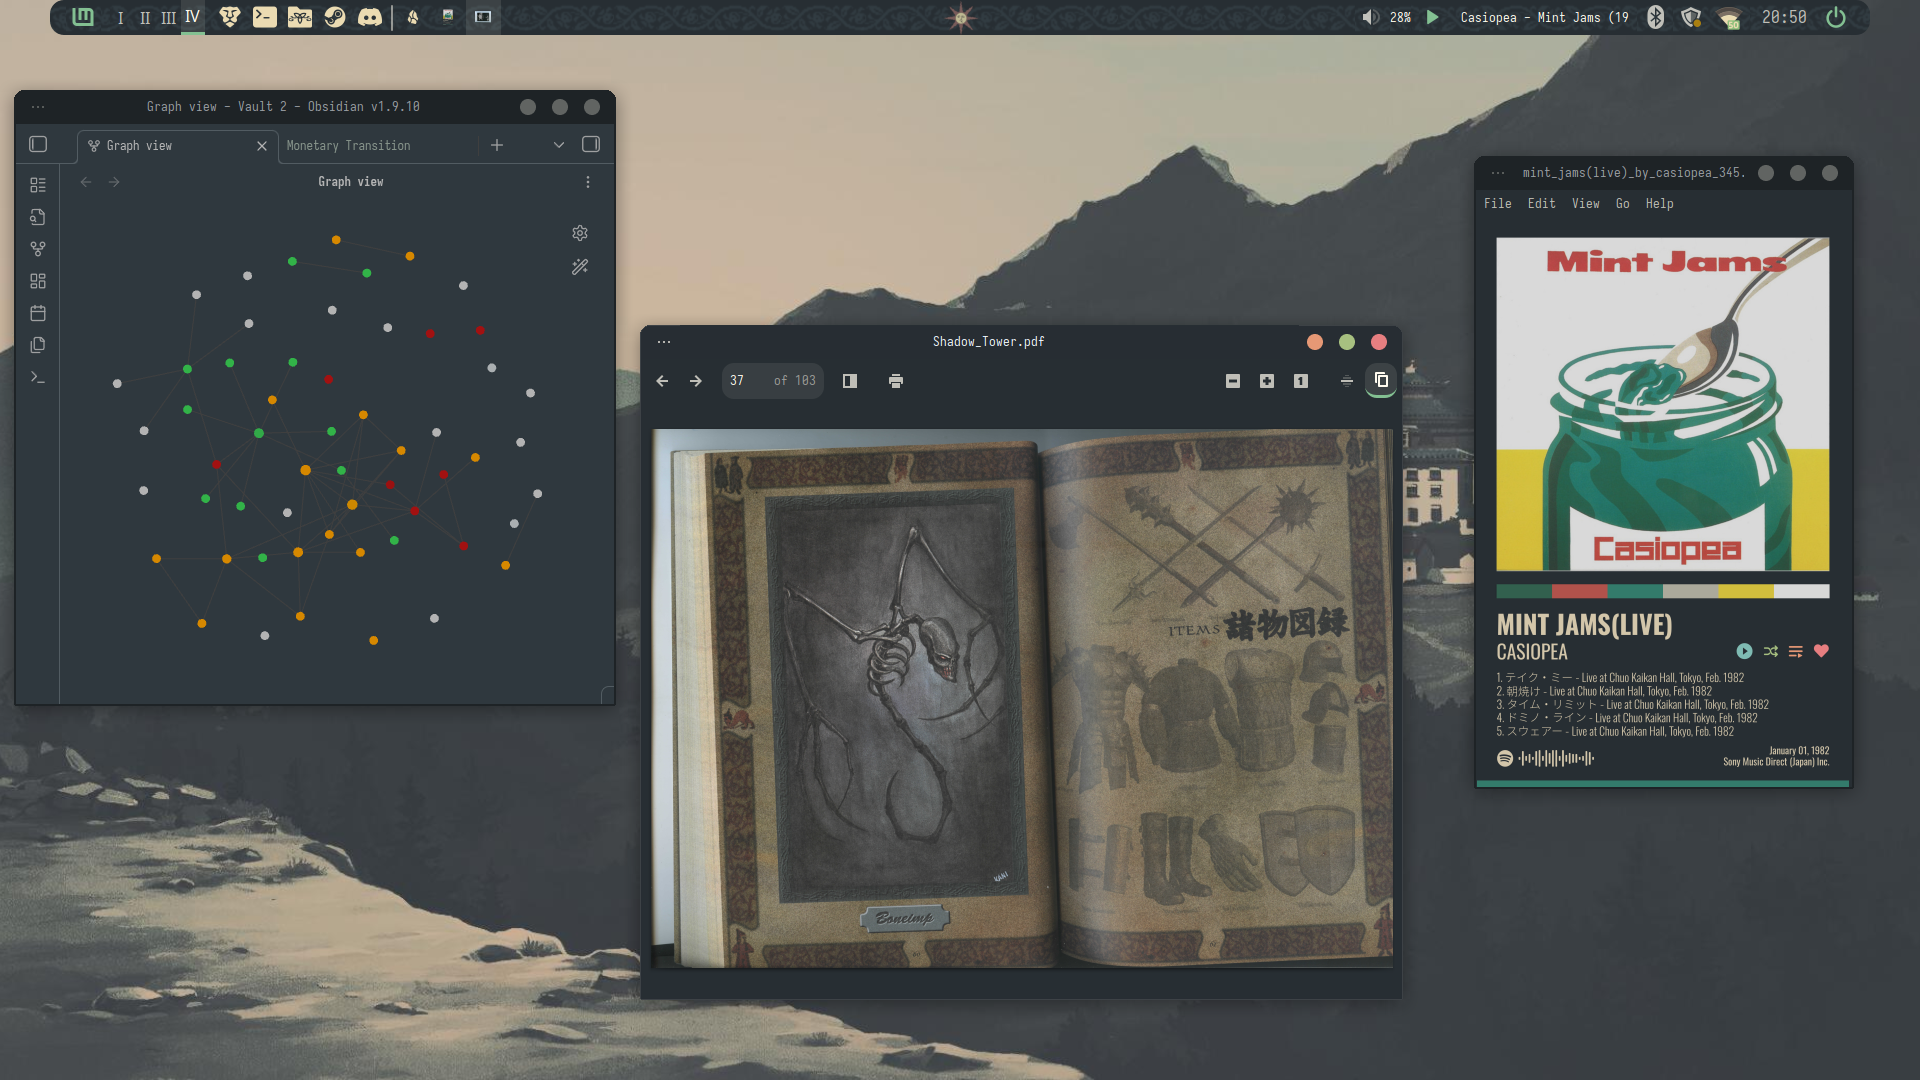 I II III IV
28%
Casiopea - Mint Jams (19
20:50
Graph view - Vault 2 - Obsidian v1.9.10
Graph view
Monetary Transition
Graph view
Shadow_Tower.pdf
37 of 103
ITEMS 諸物図録
KANI
Boneimp
mint_jams(live)_by_casiopea_345.
File Edit View Go Help
Mint Jams
Casiopea
MINT JAMS(LIVE)
CASIOPEA
1. テイク・ミー - Live at Chuo Kaikan Hall, Tokyo, Feb. 1982
2. 朝焼け - Live at Chuo Kaikan Hall, Tokyo, Feb. 1982
3. タイム・リミット - Live at Chuo Kaikan Hall, Tokyo, Feb. 1982
4. ドミノ・ライン - Live at Chuo Kaikan Hall, Tokyo, Feb. 1982
5. スウェアー - Live at Chuo Kaikan Hall, Tokyo, Feb. 1982
January 01, 1982
Sony Music Direct (Japan) Inc.